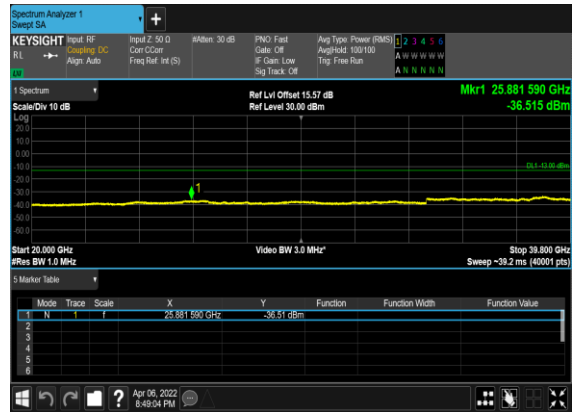 Spectrum Analyzer 1
Swept SA
KEYSIGHT Input: RF Input Z: 50 Ω #Atten: 30 dB PNO: Fast Avg Type: Power (RMS) 1 2 3 4 5 6
RL Coupling: DC Corr CCorr Gate: Off Avg|Hold: 100/100 A W W W W W
Align: Auto Freq Ref: Int (S) IF Gain: Low Trig: Free Run
LXI Sig Track: Off A N N N N N
1 Spectrum Ref Lvl Offset 15.57 dB Mkr1 25.881 590 GHz
Scale/Div 10 dB Ref Level 30.00 dBm -36.515 dBm
Log
20.0
10.0
0.00
-10.0 DL1 -13.00 dBm
-20.0
-30.0 1
-40.0
-50.0
-60.0
Start 20.000 GHz Video BW 3.0 MHz* Stop 39.800 GHz
#Res BW 1.0 MHz Sweep ~39.2 ms (40001 pts)
5 Marker Table
Mode Trace Scale X Y Function Function Width Function Value
1 N 1 f 25.881 590 GHz -36.51 dBm
2
3
4
5
6
? Apr 06, 2022
8:49:04 PM